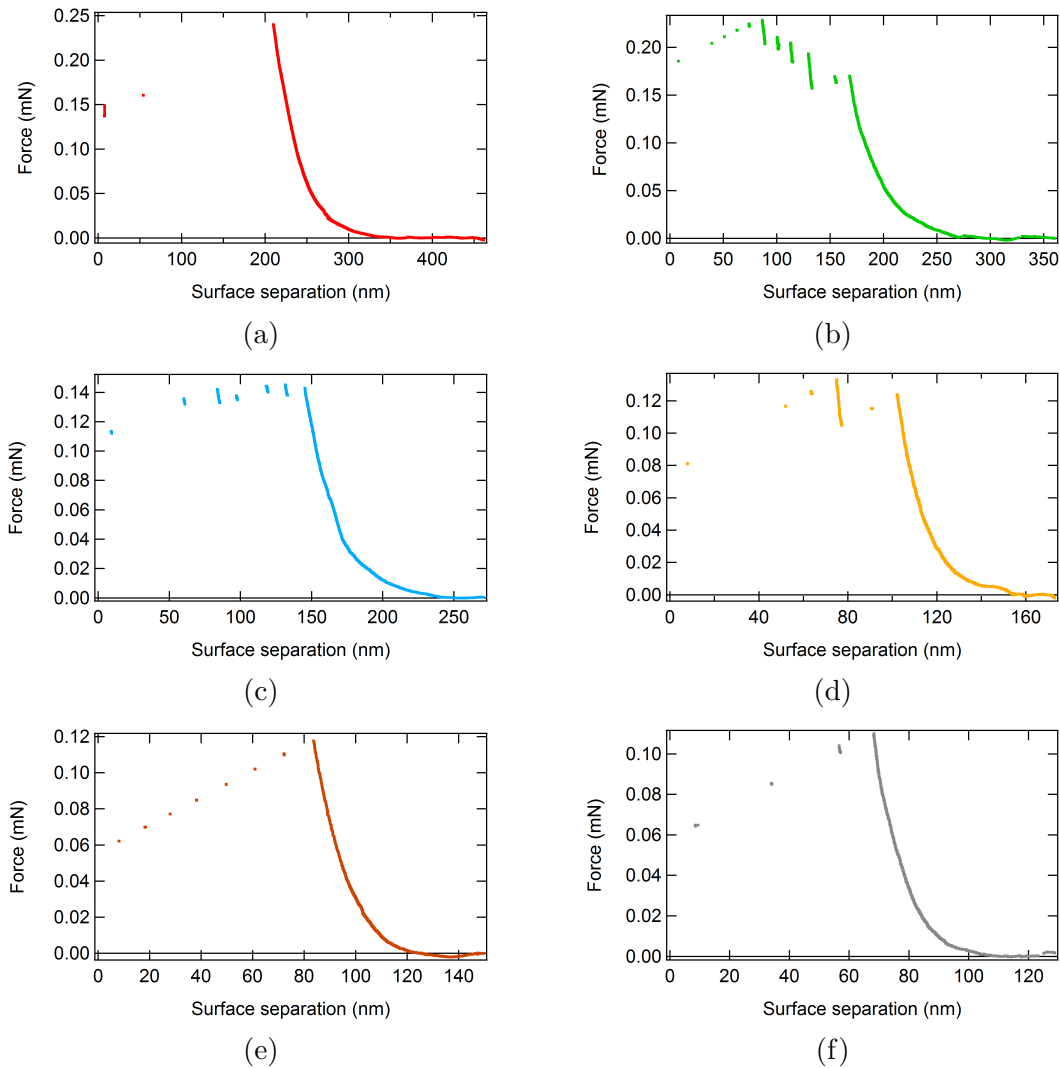 0.25
0.20
0.15
0.10
0.05
0.00
Force (mN)
0 100 200 300 400
Surface separation (nm)
(a)
0.20
0.15
0.10
0.05
0.00
Force (mN)
0 50 100 150 200 250 300 350
Surface separation (nm)
(b)
0.14
0.12
0.10
0.08
0.06
0.04
0.02
0.00
Force (mN)
0 50 100 150 200 250
Surface separation (nm)
(c)
0.12
0.10
0.08
0.06
0.04
0.02
0.00
Force (mN)
0 40 80 120 160
Surface separation (nm)
(d)
0.12
0.10
0.08
0.06
0.04
0.02
0.00
Force (mN)
0 20 40 60 80 100 120 140
Surface separation (nm)
(e)
0.10
0.08
0.06
0.04
0.02
0.00
Force (mN)
0 20 40 60 80 100 120
Surface separation (nm)
(f)